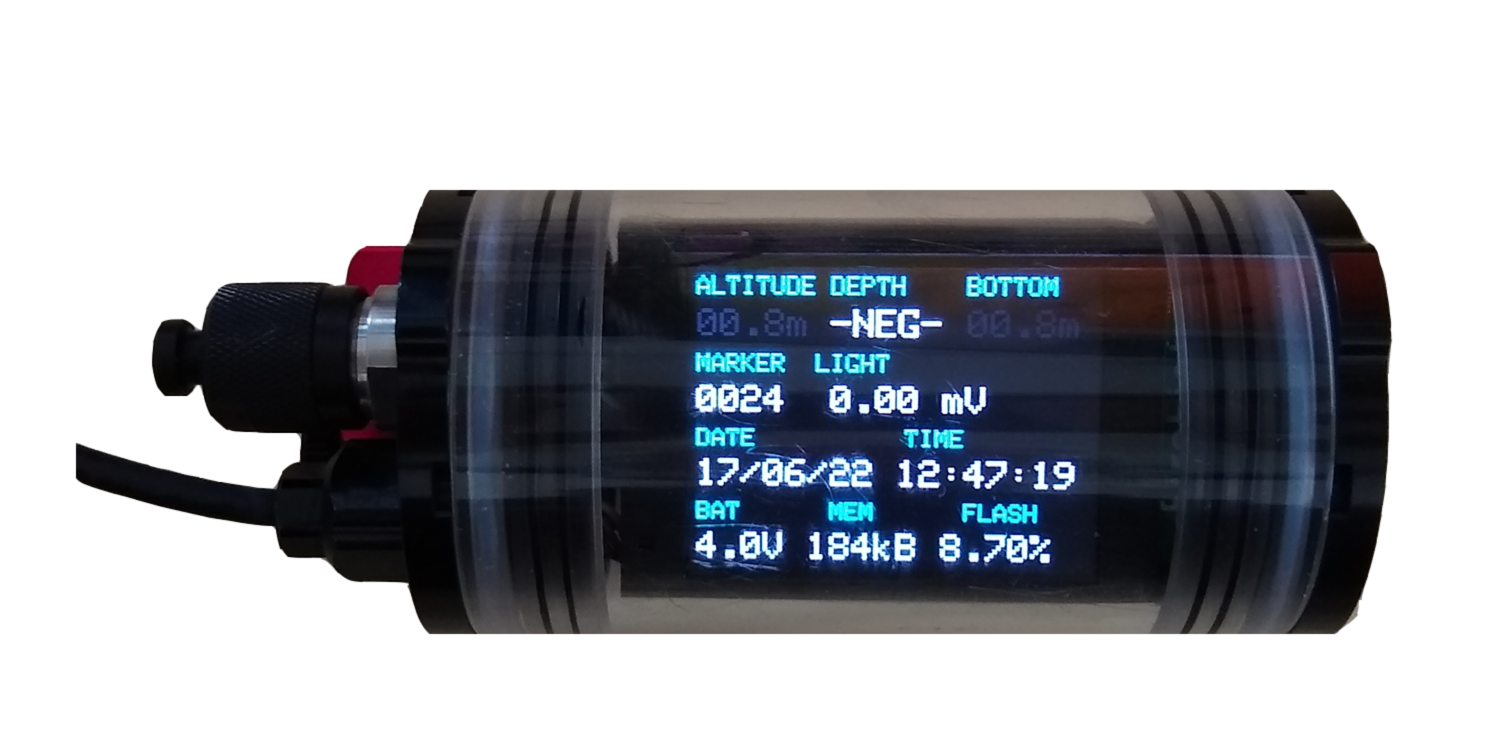 ALTITUDE DEPTH BOTTOM
00.8m -NEG- 00.8m
MARKER LIGHT
0024 0.00 mV
DATE TIME
17/06/22 12:47:19
BAT MEM FLASH
4.0V 184kB 8.70%